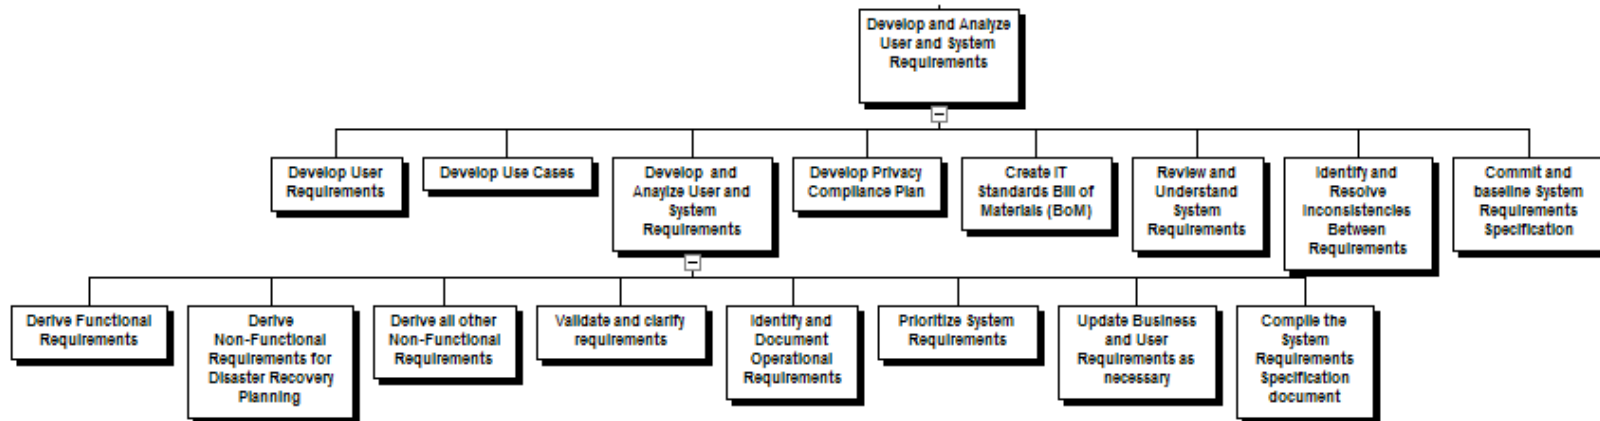 Develop and Analyze
User and System
Requirements
Develop User
Requirements
Develop Use Cases
Develop and
Anaylze User and
System
Requirements
Develop Privacy
Compliance Plan
Create IT
Standards Bill of
Materials (BoM)
Review and
Understand
System
Requirements
Identify and
Resolve
Inconsistencies
Between
Requirements
Commit and
baseline System
Requirements
Specification
Derive Functional
Requirements
Derive
Non-Functional
Requirements for
Disaster Recovery
Planning
Derive all other
Non-Functional
Requirements
Validate and clarify
requirements
Identify and
Document
Operational
Requirements
Prioritize System
Requirements
Update Business
and User
Requirements as
necessary
Compile the
System
Requirements
Specification
document